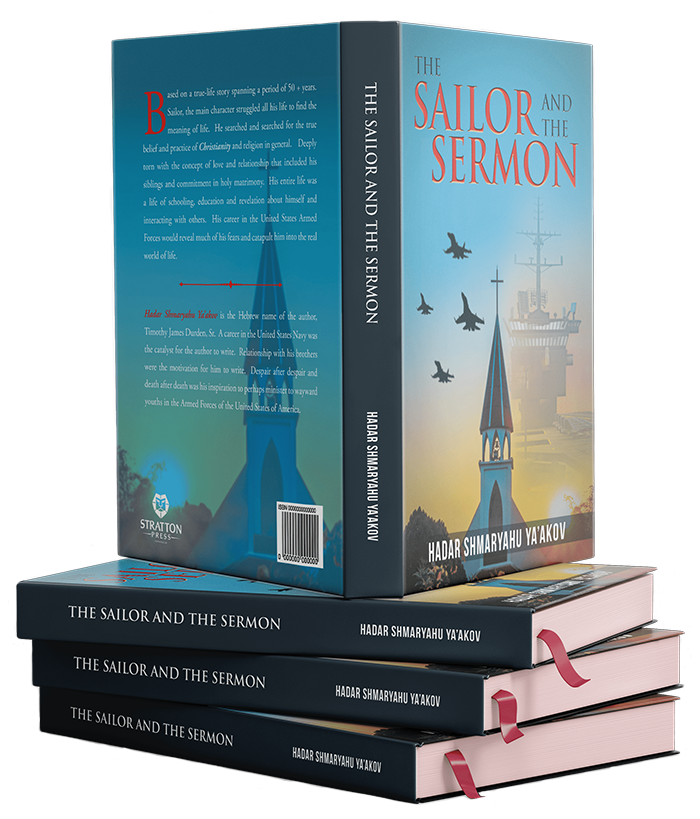 Based on a true-life story spanning a period of 50 + years.
Sailor, the main character struggled all his life to find the
meaning of life. He searched and searched for the true
belief and practice of Christianity and religion in general. Deeply
torn with the concept of love and relationship that included his
siblings and commitment in holy matrimony. His entire life was
a life of schooling, education and revelation about himself and
interacting with others. His career in the United States Armed
Forces would reveal much of his fears and catapult him into the real
world of life.
Hadar Shmaryahu Ya'akov is the Hebrew name of the author,
Timothy James Durden, Sr. A career in the United States Navy was
the catalyst for the author to write. Relationship with his brothers
were the motivation for him to write. Despair after despair and
death after death was his inspiration to perhaps minister to wayward
youths in the Armed Forces of the United States of America.
STRATTON
PRESS
ISBN 0000000000000
THE SAILOR AND THE SERMON
HADAR SHMARYAHU YA'AKOV
THE
SAILOR AND
THE
SERMON
HADAR SHMARYAHU YA'AKOV
THE SAILOR AND THE SERMON
HADAR SHMARYAHU YA'AKOV
THE SAILOR AND THE SERMON
HADAR SHMARYAHU YA'AKOV
THE SAILOR AND THE SERMON
HADAR SHMARYAHU YA'AKOV